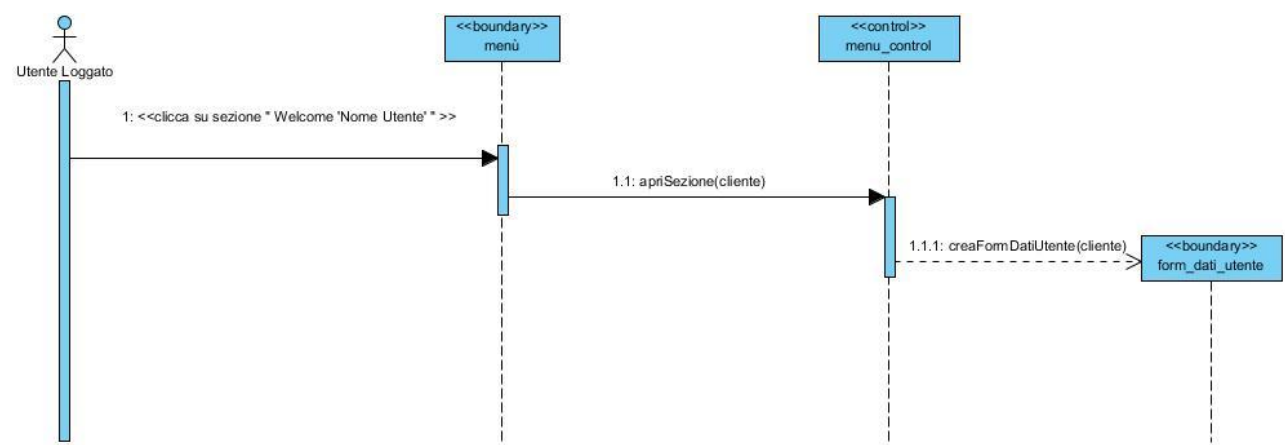 <<boundary>>
menù
<<control>>
menu_control
Utente Loggato
1: <<clicca su sezione " Welcome 'Nome Utente' " >>
1.1: apriSezione(cliente)
1.1.1: creaFormDatiUtente(cliente)
<<boundary>>
form_dati_utente